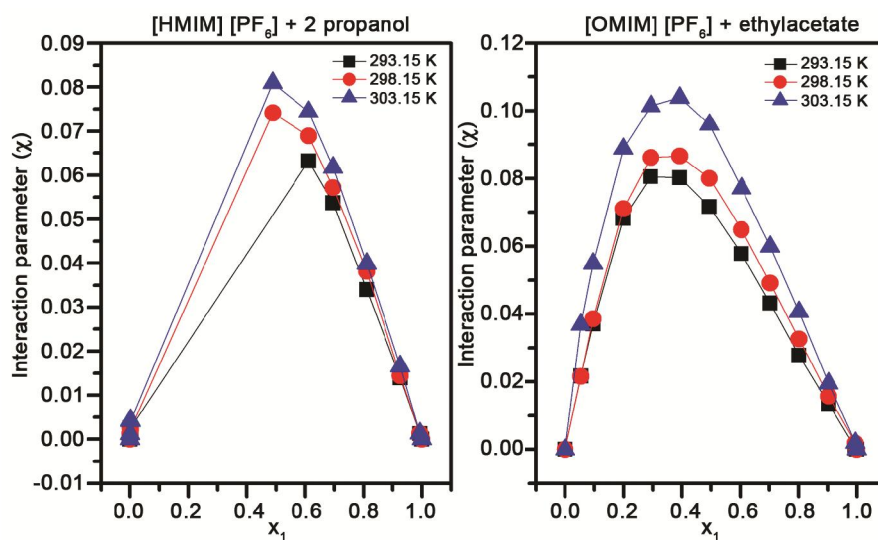 [HMIM] [PF6] + 2 propanol
Interaction parameter (χ)
0.09
0.08
0.07
0.06
0.05
0.04
0.03
0.02
0.01
0.00
-0.01
293.15 K
298.15 K
303.15 K
0.0 0.2 0.4 0.6 0.8 1.0
x1
[OMIM] [PF6] + ethylacetate
Interaction parameter (χ)
0.12
0.10
0.08
0.06
0.04
0.02
0.00
293.15 K
298.15 K
303.15 K
0.0 0.2 0.4 0.6 0.8 1.0
x1